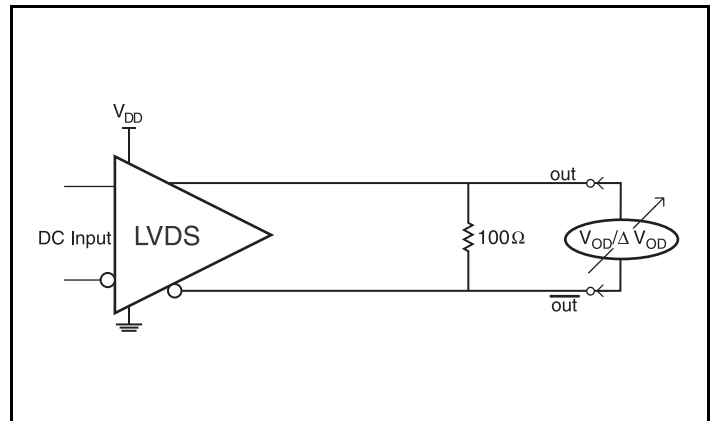 V_DD
out
DC Input
LVDS
100Ω
V_OD/Δ V_OD
out